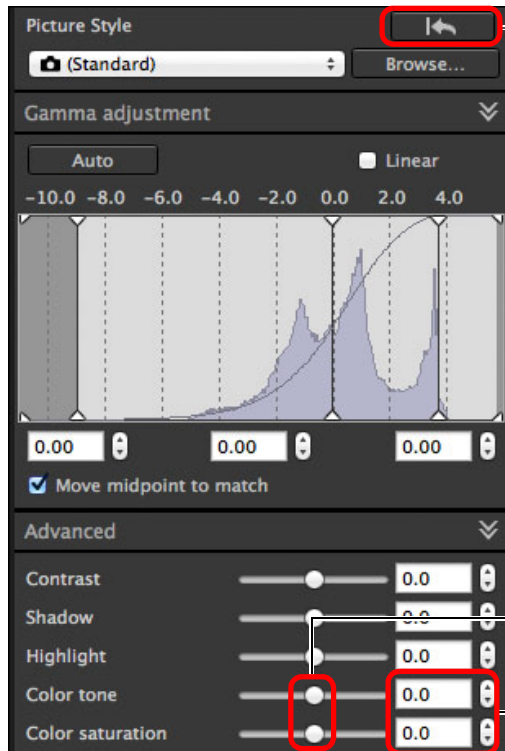 Picture Style
(Standard) Browse...
Gamma adjustment
Auto Linear
-10.0 -8.0 -6.0 -4.0 -2.0 0.0 2.0 4.0
0.00 0.00 0.00
Move midpoint to match
Advanced
Contrast 0.0
Shadow 0.0
Highlight 0.0
Color tone 0.0
Color saturation 0.0